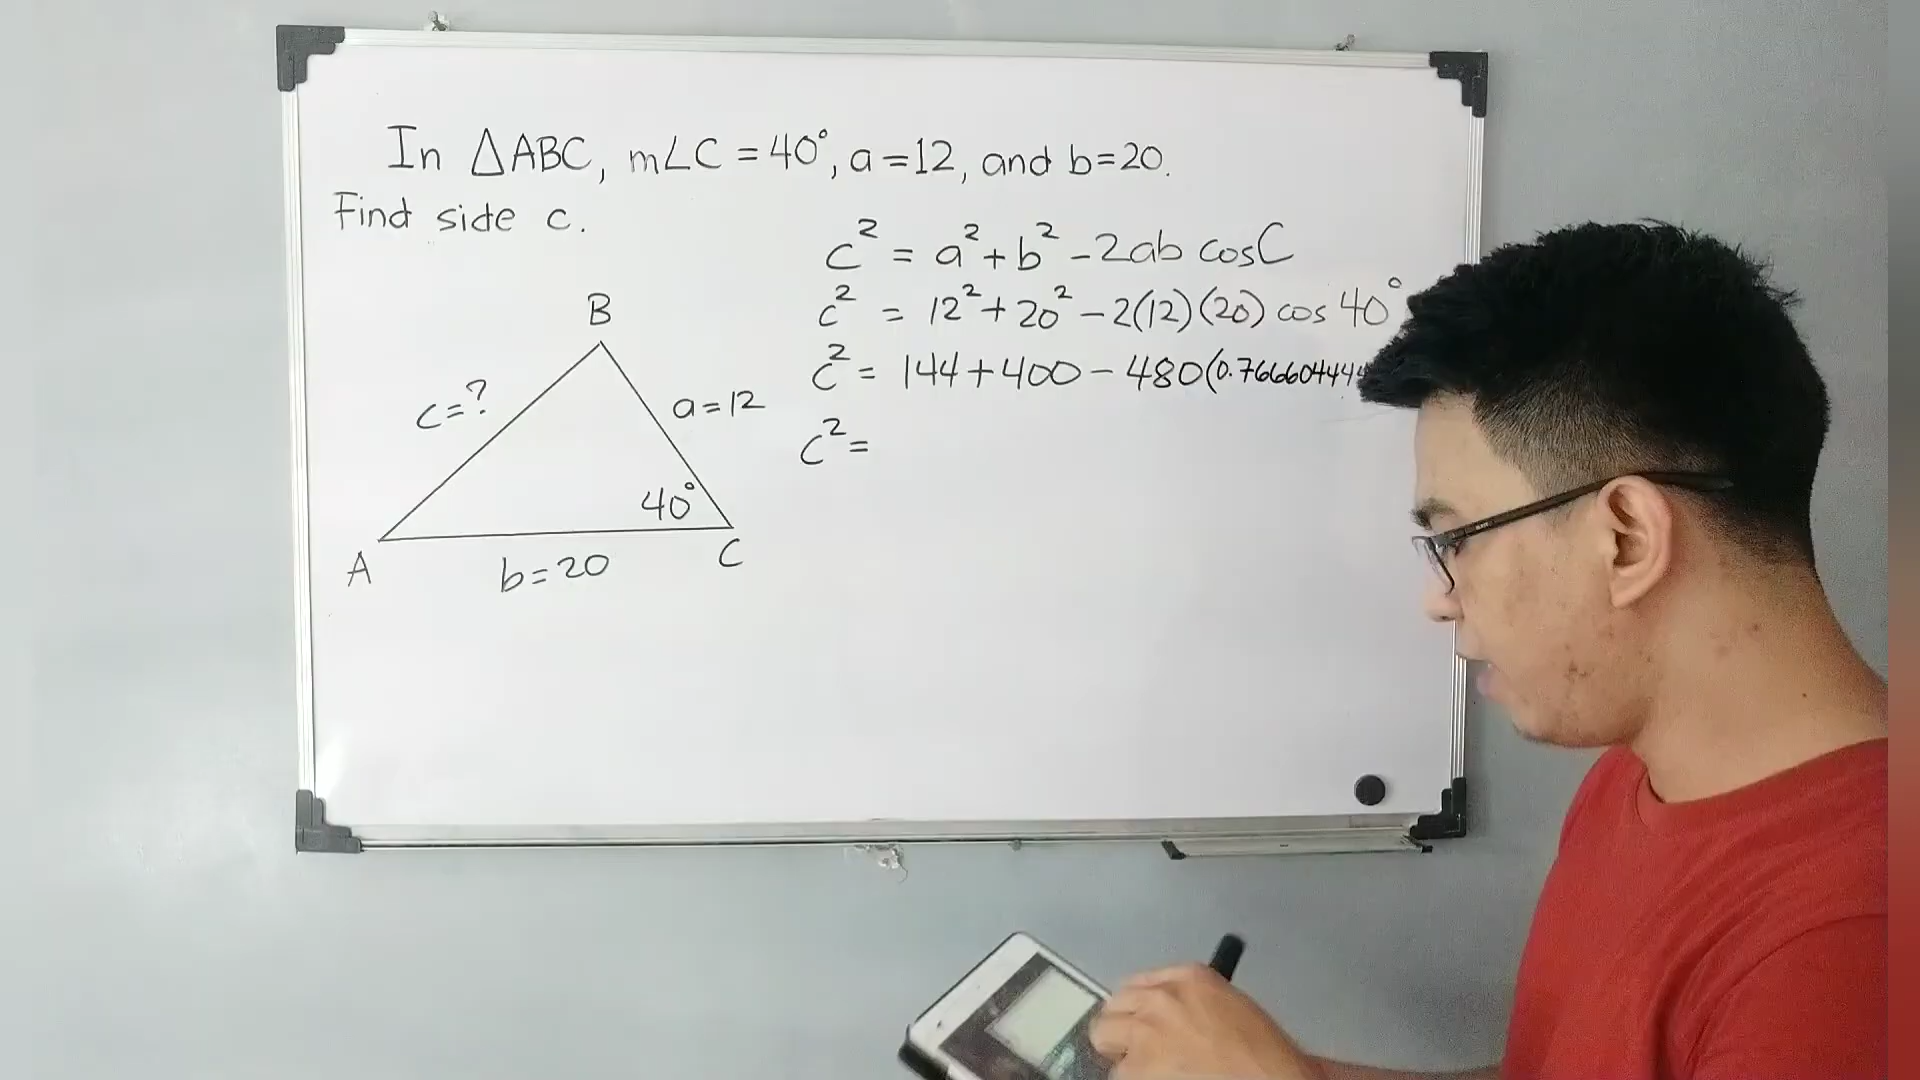 In △ABC, m∠C = 40°, a = 12, and b = 20.
Find side c.
c² = a² + b² - 2ab cosC
c² = 12² + 20² - 2(12)(20) cos 40°
c² = 144 + 400 - 480(0.766604444
c² =
B
c = ?
a = 12
40°
A
b = 20
C